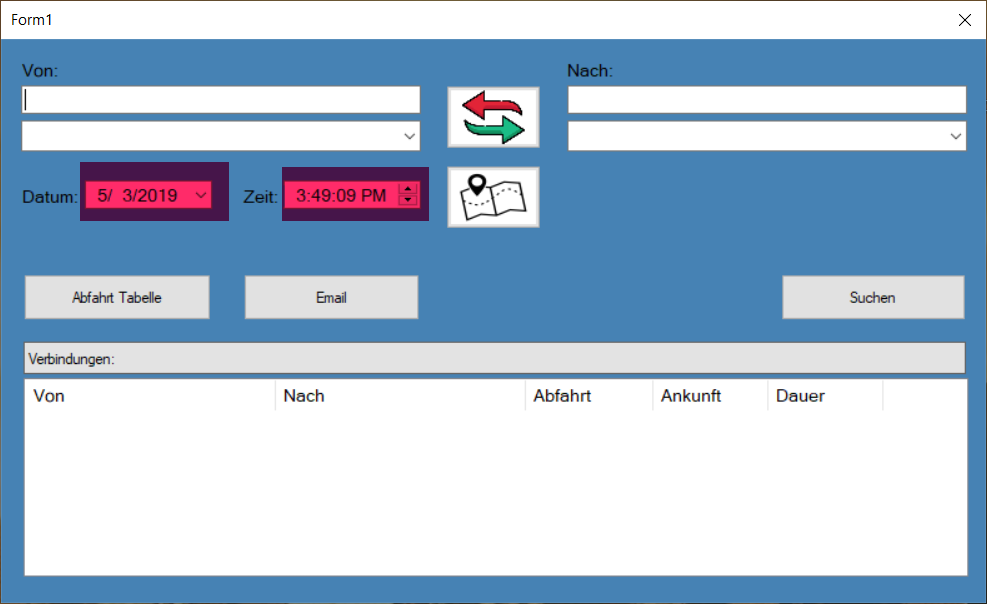 Form1
Von:
Nach:
Datum: 5/ 3/2019 Zeit: 3:49:09 PM
Abfahrt Tabelle
Email
Suchen
Verbindungen:
Von Nach Abfahrt Ankunft Dauer